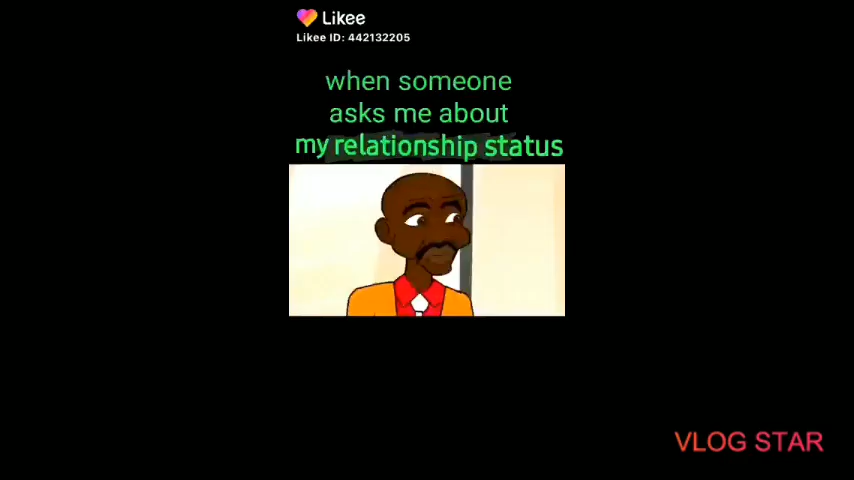 Likee
Likee ID: 442132205
when someone
asks me about
my relationship status
VLOG STAR